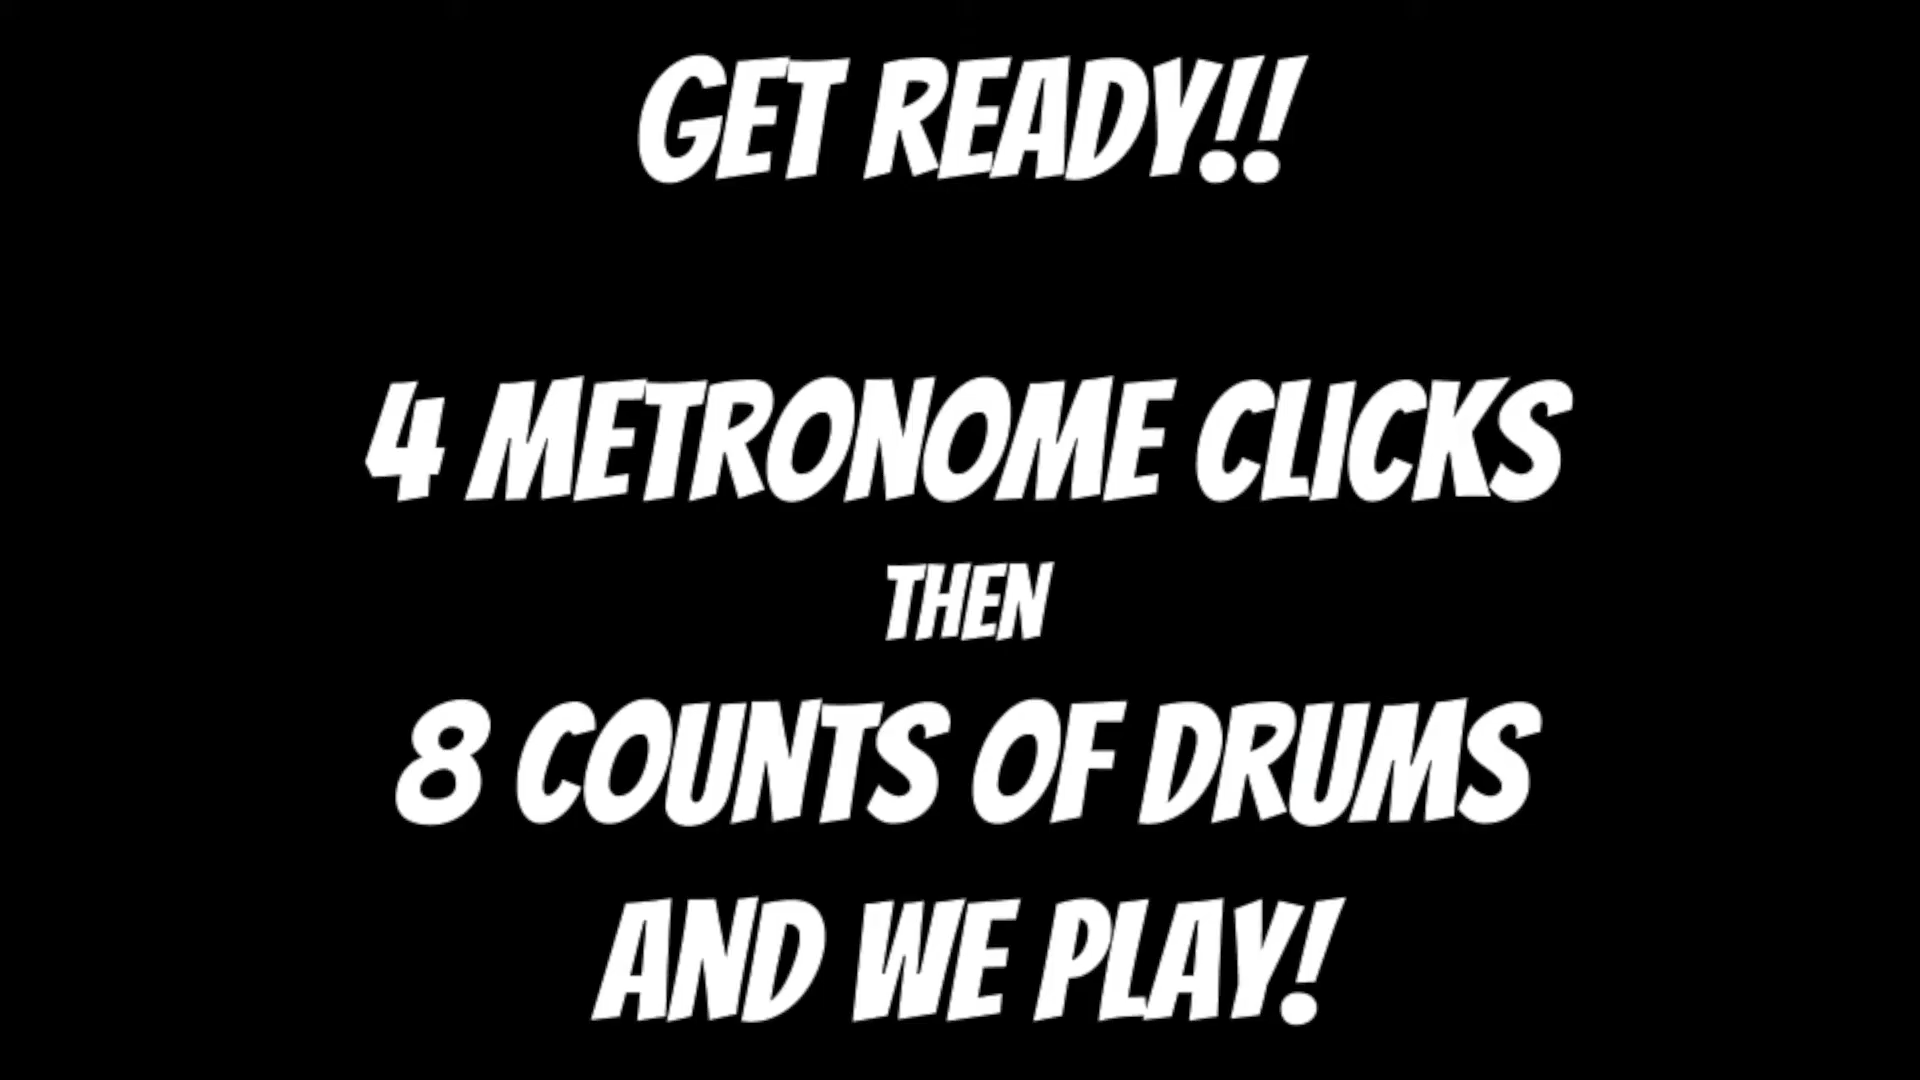 GET READY!!
4 METRONOME CLICKS
THEN
8 COUNTS OF DRUMS
AND WE PLAY!